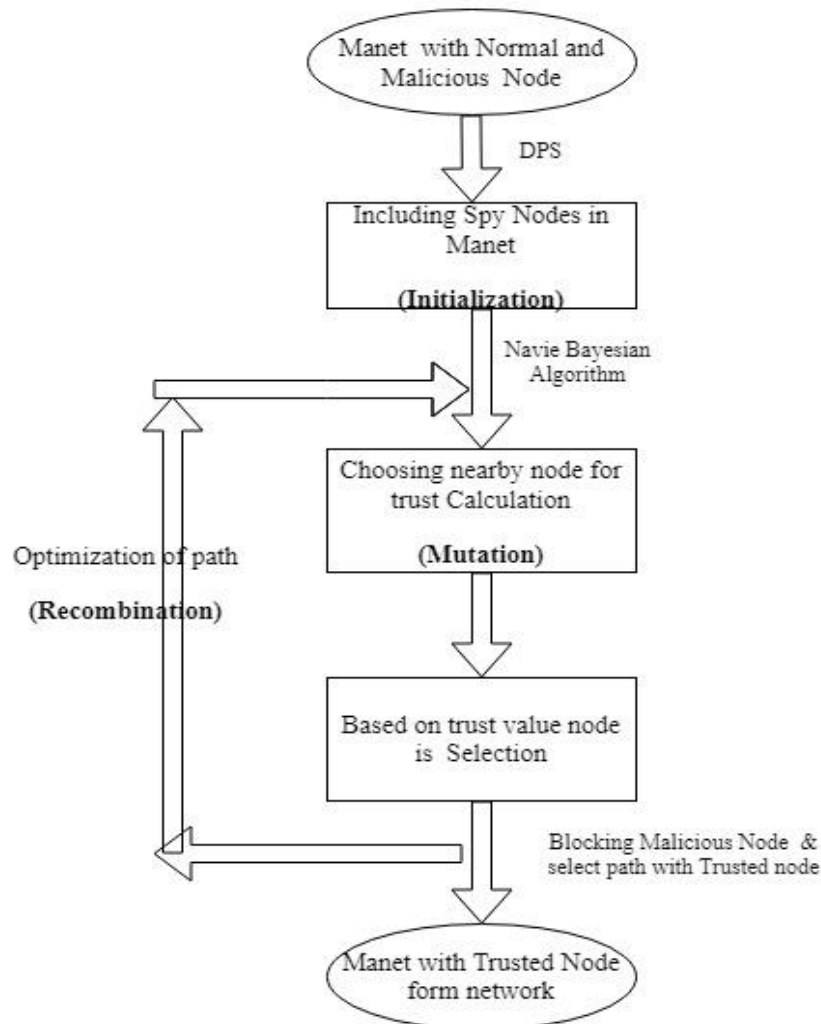 Manet with Normal and
Malicious Node
DPS
Including Spy Nodes in
Manet
(Initialization)
Navie Bayesian
Algorithm
Choosing nearby node for
trust Calculation
(Mutation)
Optimization of path
(Recombination)
Based on trust value node
is Selection
Blocking Malicious Node &
select path with Trusted node
Manet with Trusted Node
form network